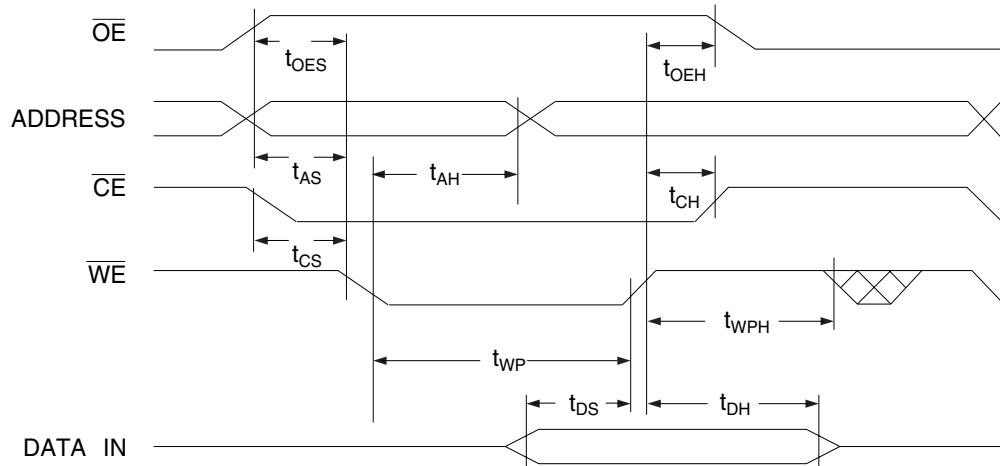 OE
tOES
tOEH
ADDRESS
tAS
tAH
CE
tCH
tCS
WE
tWPH
tWP
tDS
tDH
DATA IN